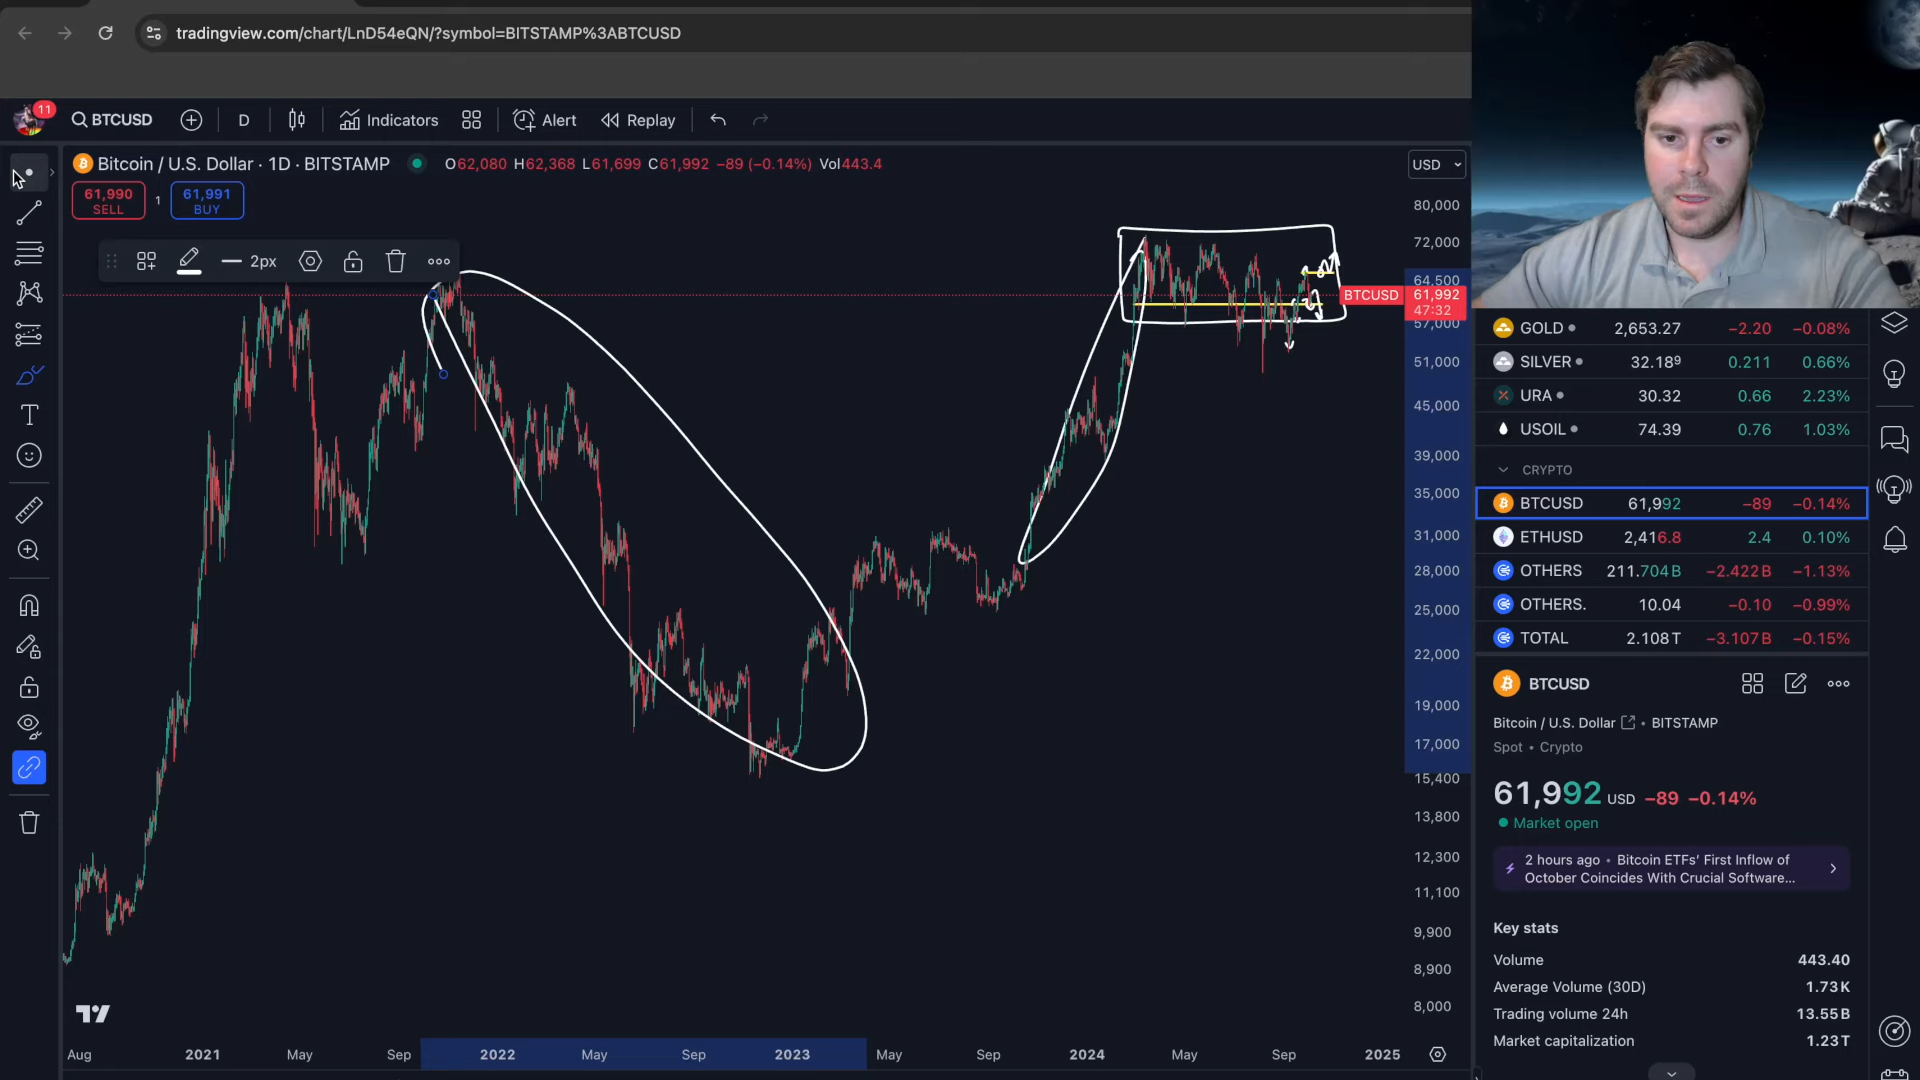 tradingview.com/chart/LnD54eQN/?symbol=BITSTAMP%3ABTCUSD
11
BTCUSD
D
Indicators
Alert
Replay
Bitcoin / U.S. Dollar · 1D · BITSTAMP
O62,080 H62,368 L61,699 C61,992 −89 (−0.14%) Vol443.4
USD
61,990
SELL
1
61,991
BUY
2px
80,000
72,000
64,500
BTCUSD
61,992
47:32
57,000
51,000
45,000
39,000
35,000
31,000
28,000
25,000
22,000
19,000
17,000
15,400
13,800
12,300
11,100
9,900
8,900
8,000
Aug
2021
May
Sep
2022
May
Sep
2023
May
Sep
2024
May
Sep
2025
GOLD 2,653.27 −2.20 −0.08%
SILVER 32.189 0.211 0.66%
URA 30.32 0.66 2.23%
USOIL 74.39 0.76 1.03%
CRYPTO
BTCUSD 61,992 −89 −0.14%
ETHUSD 2,416.8 2.4 0.10%
OTHERS 211.704 B −2.422 B −1.13%
OTHERS. 10.04 −0.10 −0.99%
TOTAL 2.108 T −3.107 B −0.15%
BTCUSD
Bitcoin / U.S. Dollar • BITSTAMP
Spot • Crypto
61,992 USD −89 −0.14%
Market open
2 hours ago • Bitcoin ETFs’ First Inflow of
October Coincides With Crucial Software...
Key stats
Volume 443.40
Average Volume (30D) 1.73 K
Trading volume 24h 13.55 B
Market capitalization 1.23 T